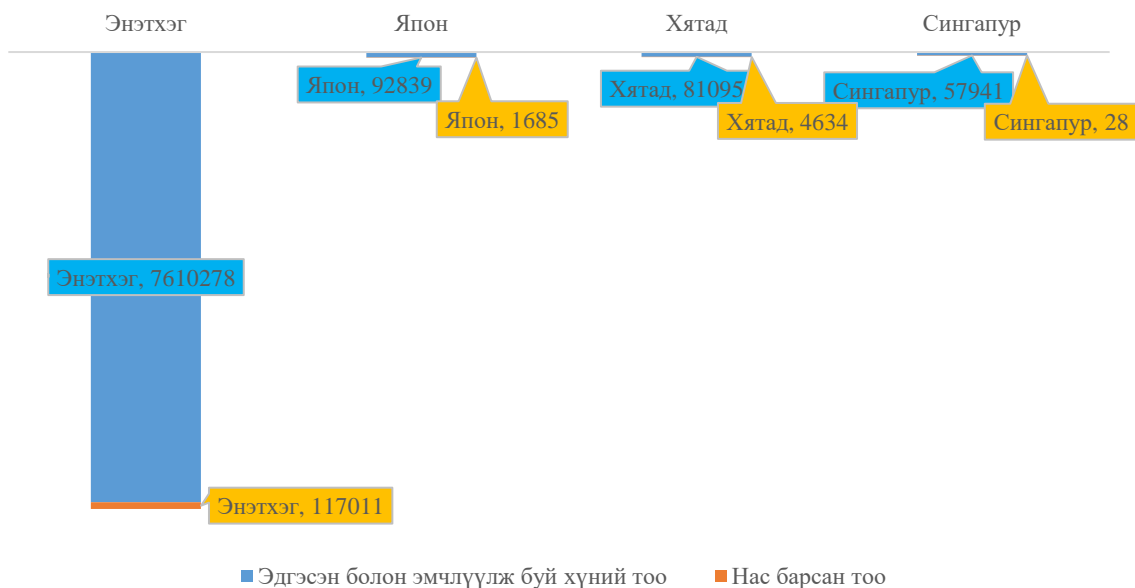 Энэтхэг Япон Хятад Сингапур
Япон, 92839
Хятад, 81095
Сингапур, 57941
Япон, 1685
Хятад, 4634
Сингапур, 28
Энэтхэг, 7610278
Энэтхэг, 117011
Эдгэсэн болон эмчлүүлж буй хүний тоо Нас барсан тоо